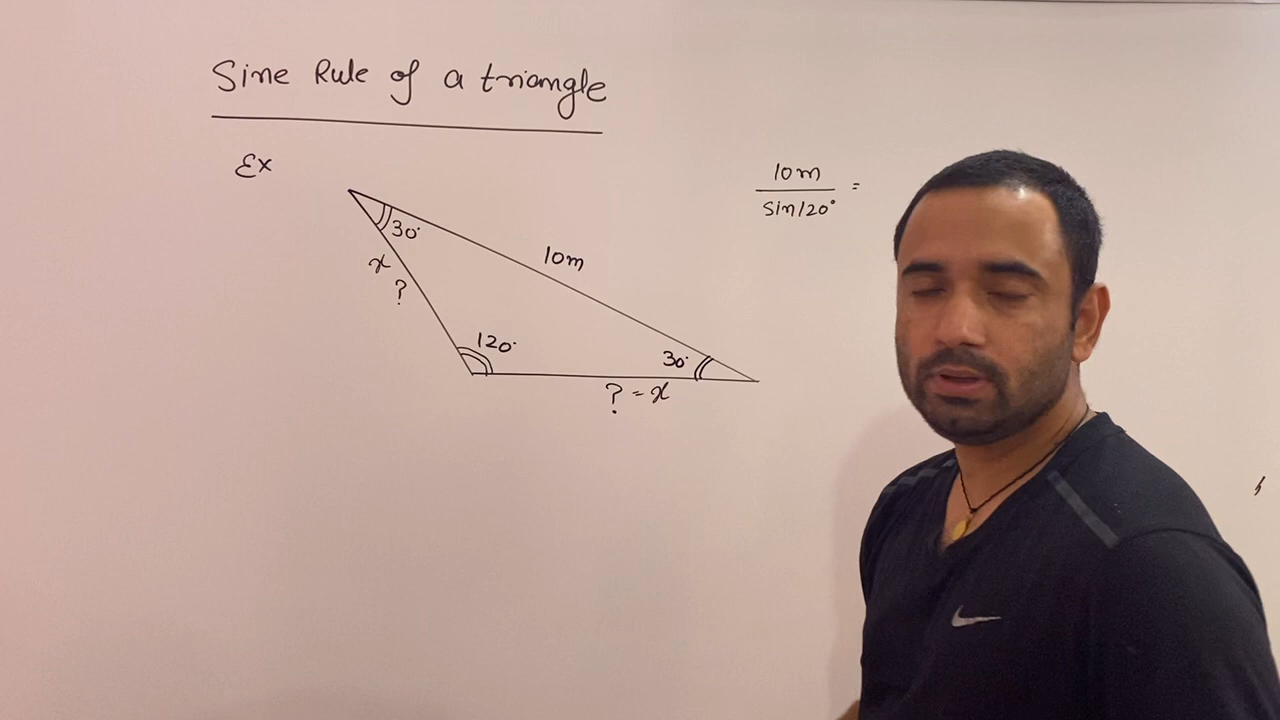 Sine Rule of a triangle
Ex
30°
10m
x
?
120°
30°
? = x
10m
sin120°
=